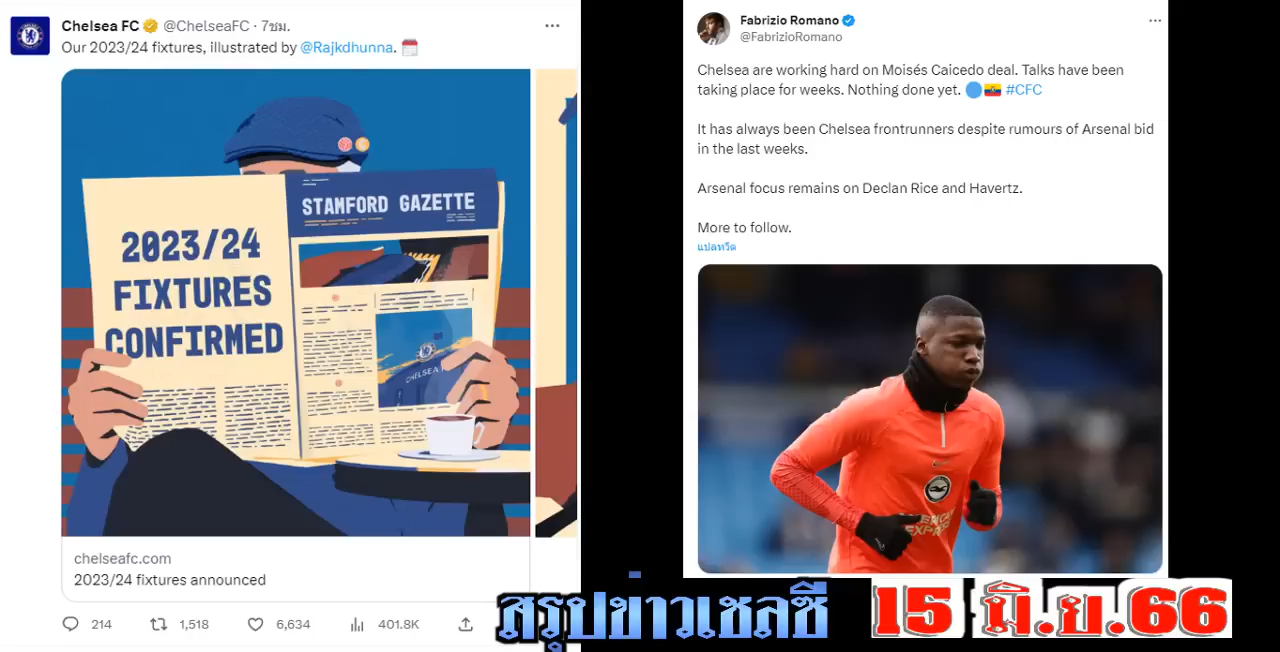 Chelsea FC @ChelseaFC · 7ชม.
Our 2023/24 fixtures, illustrated by @Rajkdhunna.
STAMFORD GAZETTE
2023/24
FIXTURES
CONFIRMED
CHELSEA
chelseafc.com
2023/24 fixtures announced
214 1,518 6,634 401.8K
Fabrizio Romano
@FabrizioRomano
Chelsea are working hard on Moisés Caicedo deal. Talks have been
taking place for weeks. Nothing done yet. #CFC
It has always been Chelsea frontrunners despite rumours of Arsenal bid
in the last weeks.
Arsenal focus remains on Declan Rice and Havertz.
More to follow.
แปลทวีต
สรุปข่าวเชลซี 15 มิ.ย.66